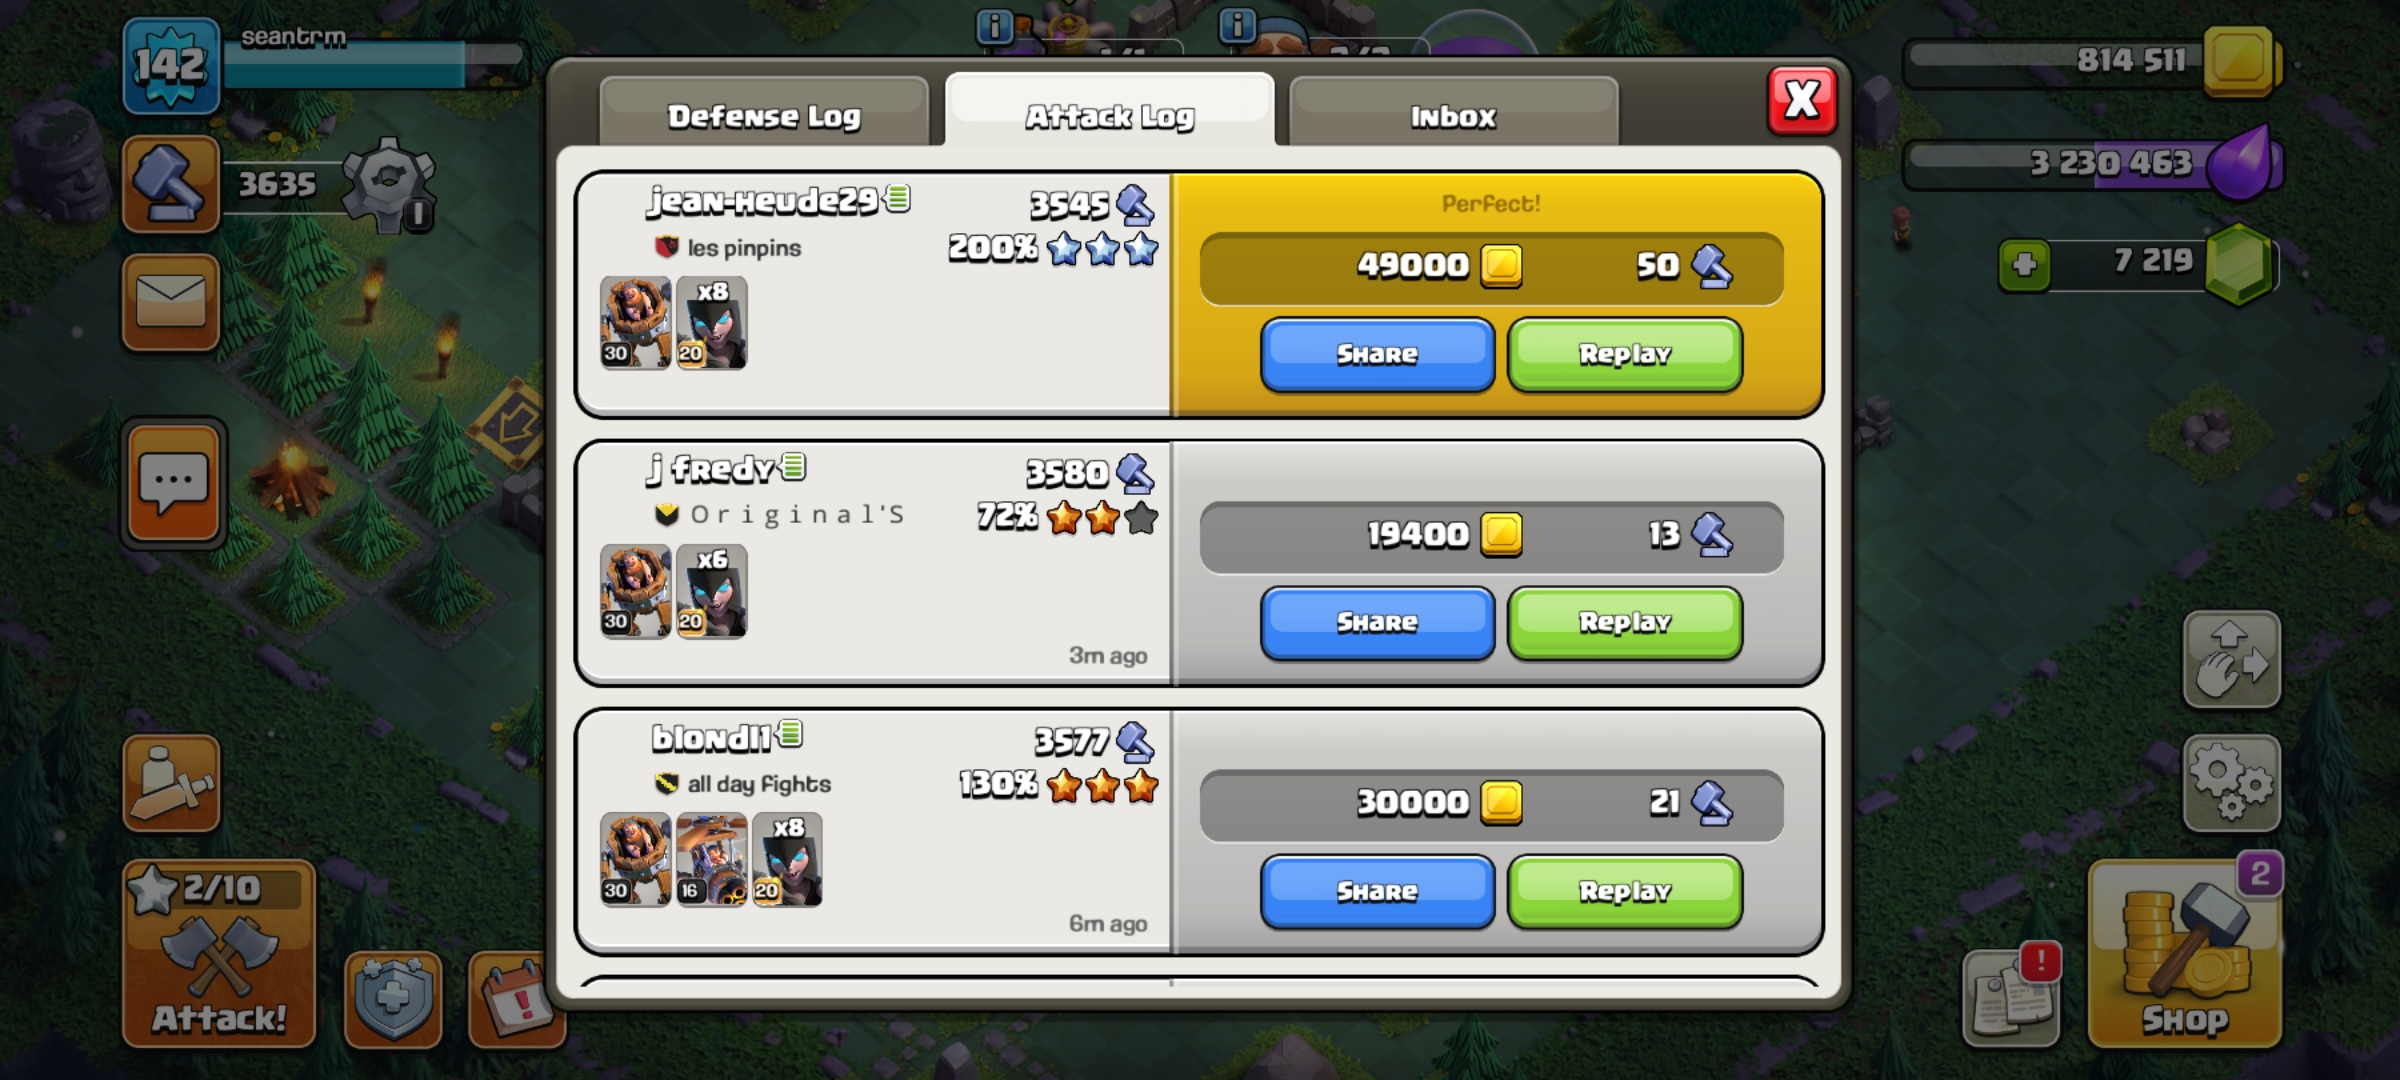 142
seantrm
3635
1
i
i
814 511
3 230 463
7 219
Defense Log
Attack Log
Inbox
X
jean-heude29
3545
les pinpins
200%
x8
30
20
Perfect!
49000
50
Share
Replay
j fredy
3580
Original'S
72%
x6
30
20
3m ago
19400
13
Share
Replay
blondl1
3577
all day fights
130%
x8
30
16
20
6m ago
30000
21
Share
Replay
2/10
Attack!
!
!
2
Shop